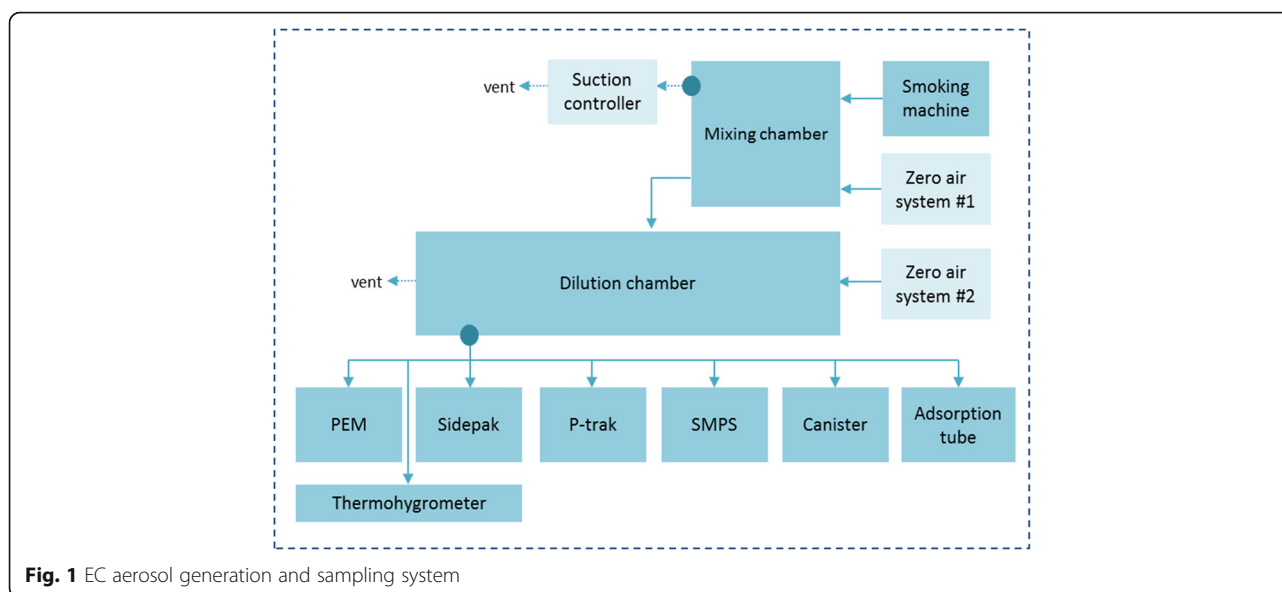 vent
Suction
controller
Mixing chamber
Smoking
machine
Zero air
system #1
vent
Dilution chamber
Zero air
system #2
PEM
Sidepak
P-trak
SMPS
Canister
Adsorption
tube
Thermohygrometer
Fig. 1 EC aerosol generation and sampling system